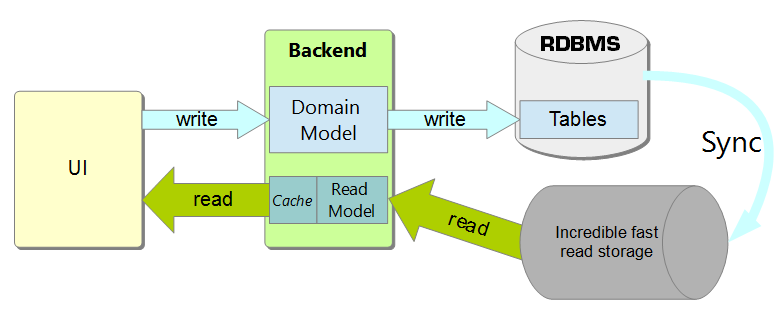 Backend
RDBMS
UI
write
Domain
Model
write
Tables
Sync
read
Cache
Read
Model
read
Incredible fast
read storage